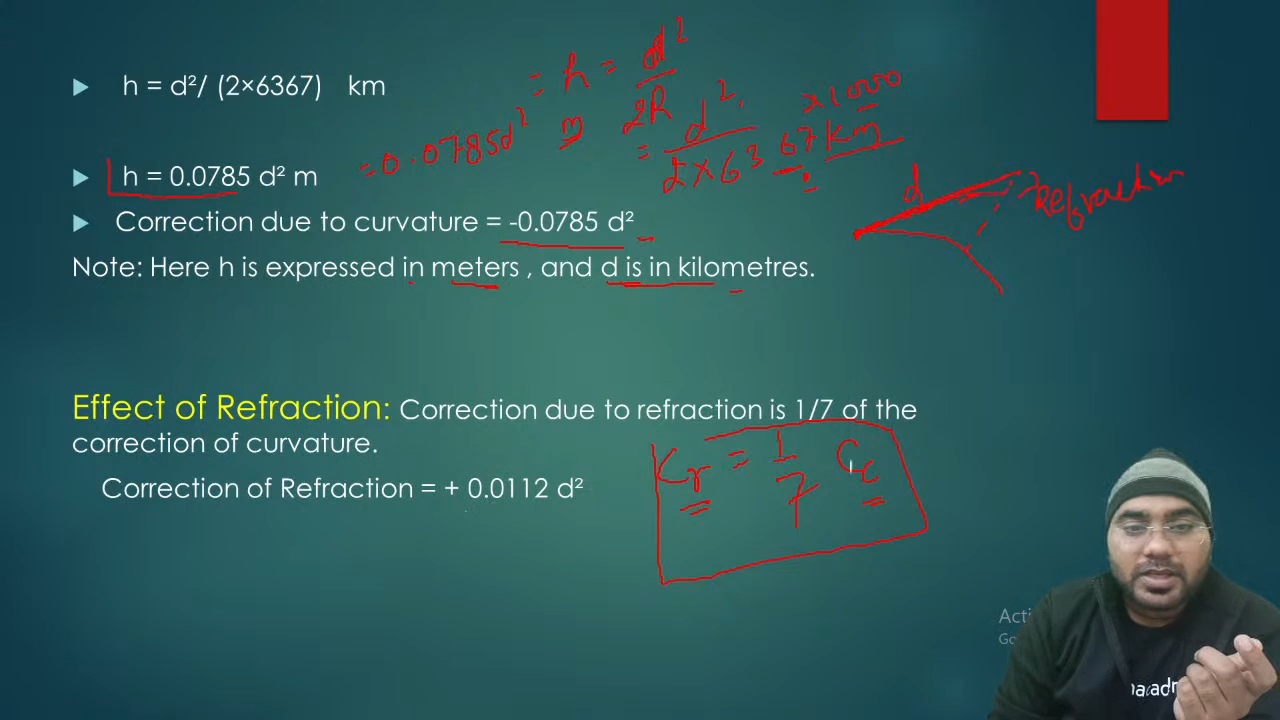 h = d²/ (2×6367) km
= h = d² / 2R
m
= d² / 2×6367 km ×1000
= 0.0785d²
h = 0.0785 d² m
d
Refraction
Correction due to curvature = -0.0785 d²
Note: Here h is expressed in meters , and d is in kilometres.
Effect of Refraction: Correction due to refraction is 1/7 of the
correction of curvature.
Cr = 1/7 Cc
Correction of Refraction = + 0.0112 d²
Acti
Go